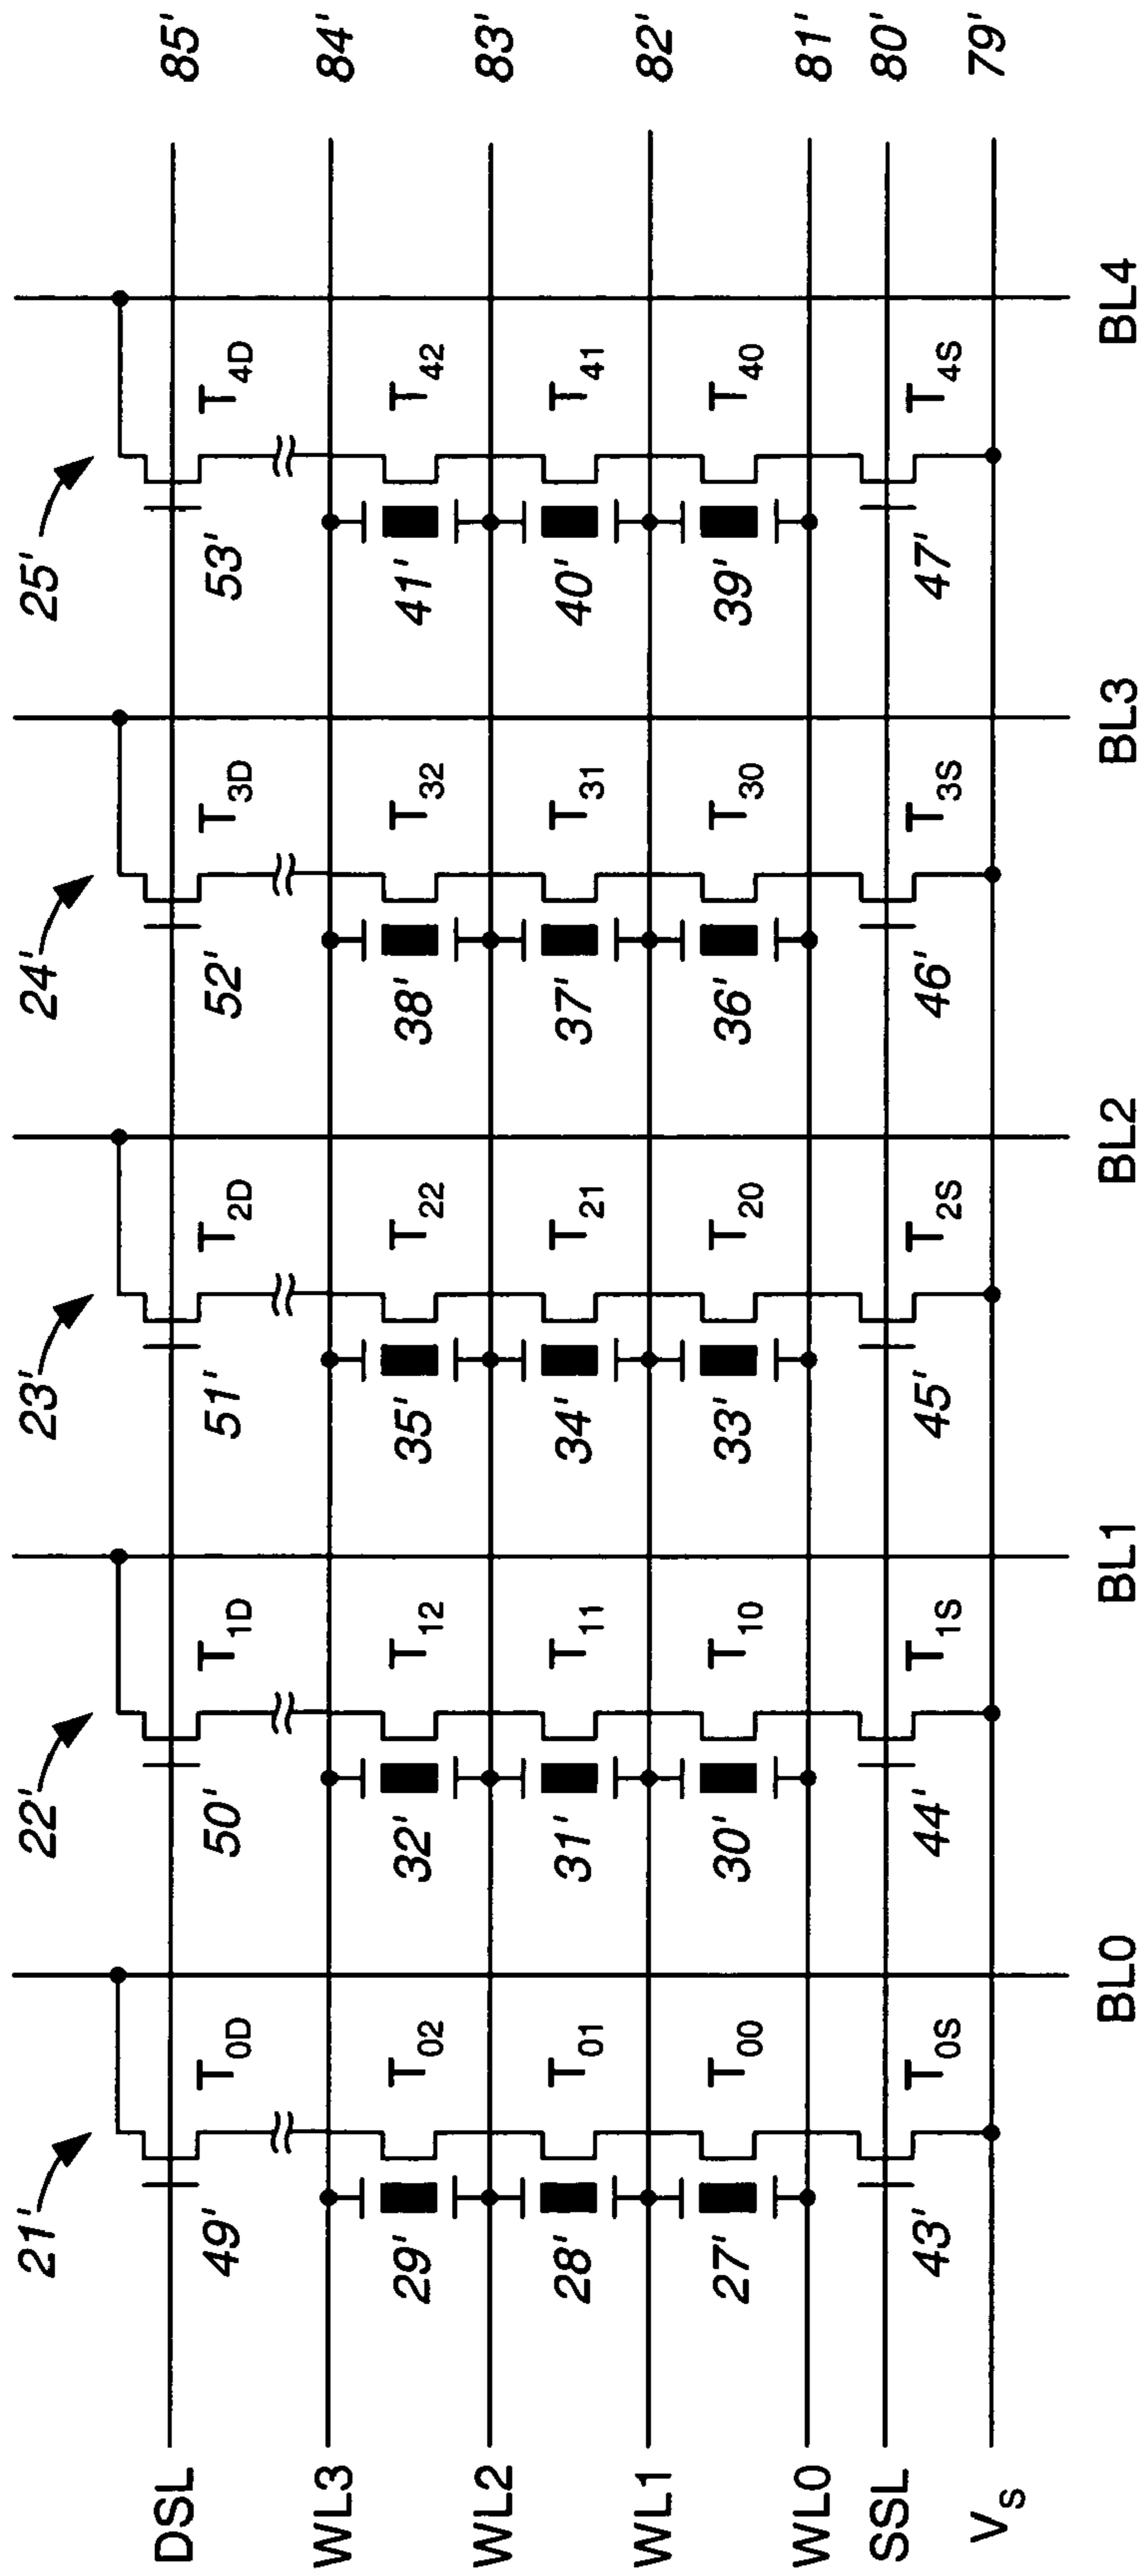 21' 22' 23' 24' 25'
DSL 49' T0D 50' T1D 51' T2D 52' T3D 53' T4D 85'
WL3 84'
29' T02 32' T12 35' T22 38' T32 41' T42
WL2 83'
28' T01 31' T11 34' T21 37' T31 40' T41
WL1 82'
27' T00 30' T10 33' T20 36' T30 39' T40
WL0 81'
SSL 80'
43' T0S 44' T1S 45' T2S 46' T3S 47' T4S
VS 79'
BL0 BL1 BL2 BL3 BL4